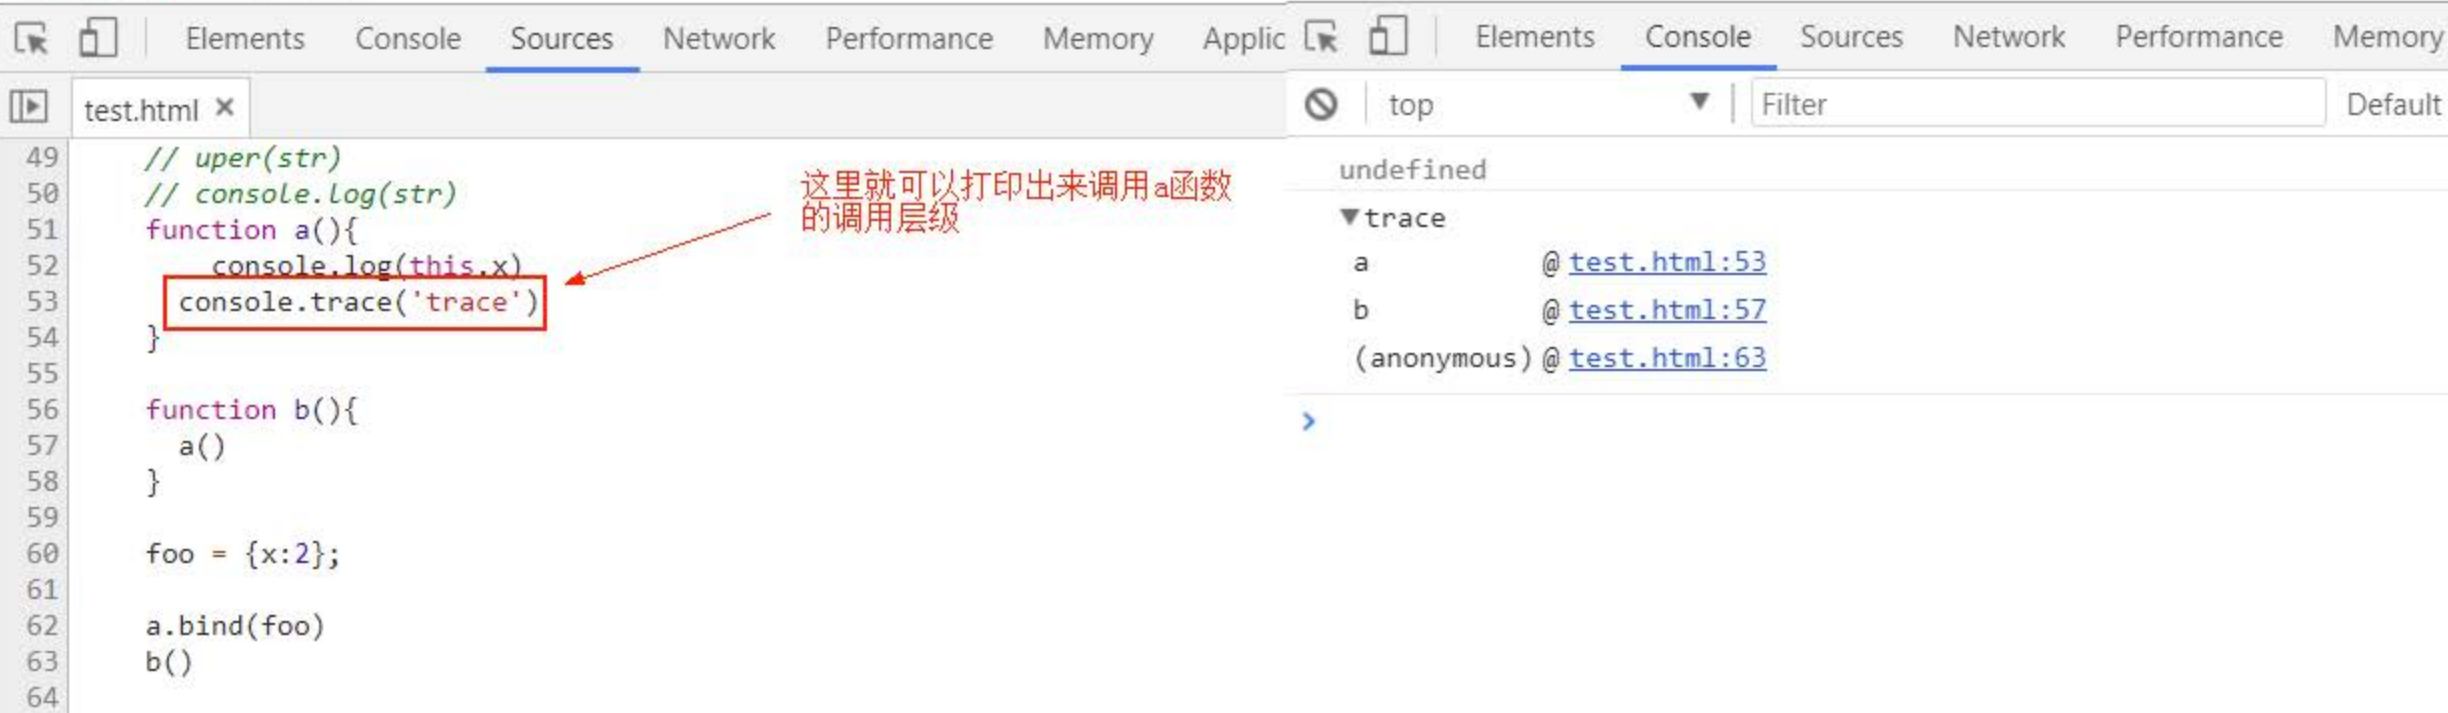 Elements Console Sources Network Performance Memory Applic
test.html ×
49 // uper(str)
50 // console.log(str)
51 function a(){
52 console.log(this.x)
53 console.trace('trace')
54 }
55
56 function b(){
57 a()
58 }
59
60 foo = {x:2};
61
62 a.bind(foo)
63 b()
64
这里就可以打印出来调用a函数
的调用层级
Elements Console Sources Network Performance Memory
top ▼ Filter Default
undefined
▼trace
a @ test.html:53
b @ test.html:57
(anonymous) @ test.html:63
>